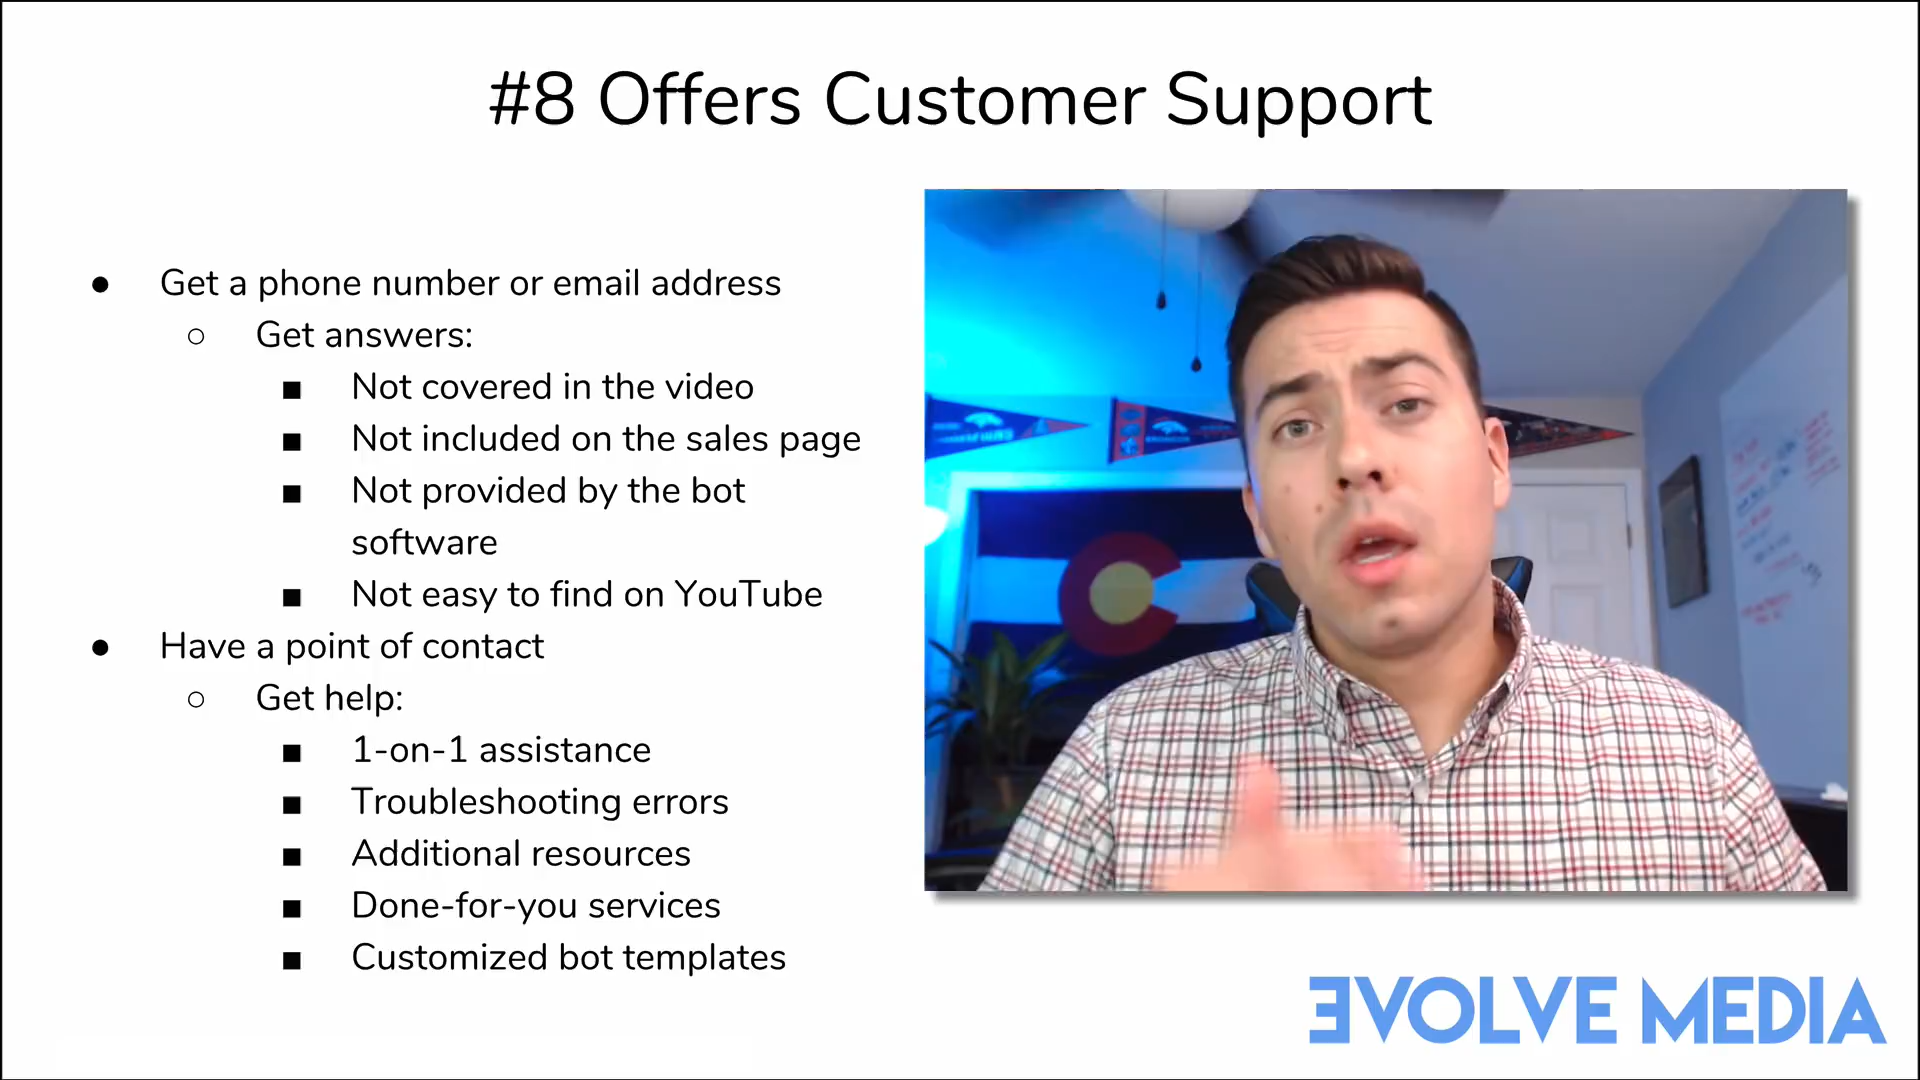 #8 Offers Customer Support
● Get a phone number or email address
○ Get answers:
■ Not covered in the video
■ Not included on the sales page
■ Not provided by the bot
software
■ Not easy to find on YouTube
● Have a point of contact
○ Get help:
■ 1-on-1 assistance
■ Troubleshooting errors
■ Additional resources
■ Done-for-you services
■ Customized bot templates
EVOLVE MEDIA